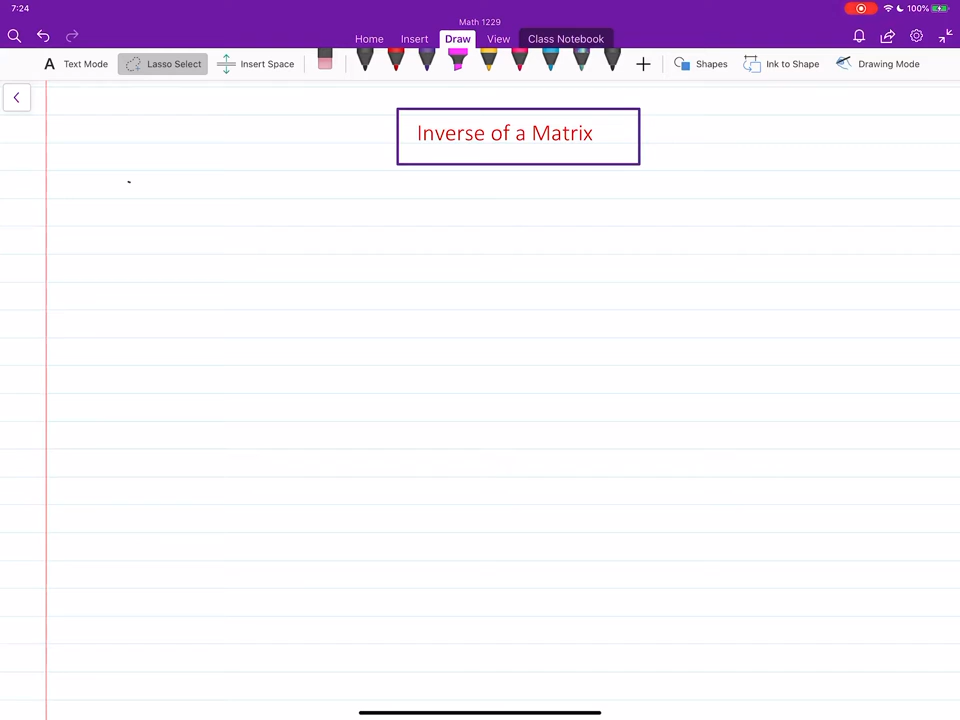 7:24
100%
Math 1229
Home Insert Draw View Class Notebook
A Text Mode Lasso Select Insert Space Shapes Ink to Shape Drawing Mode
Inverse of a Matrix